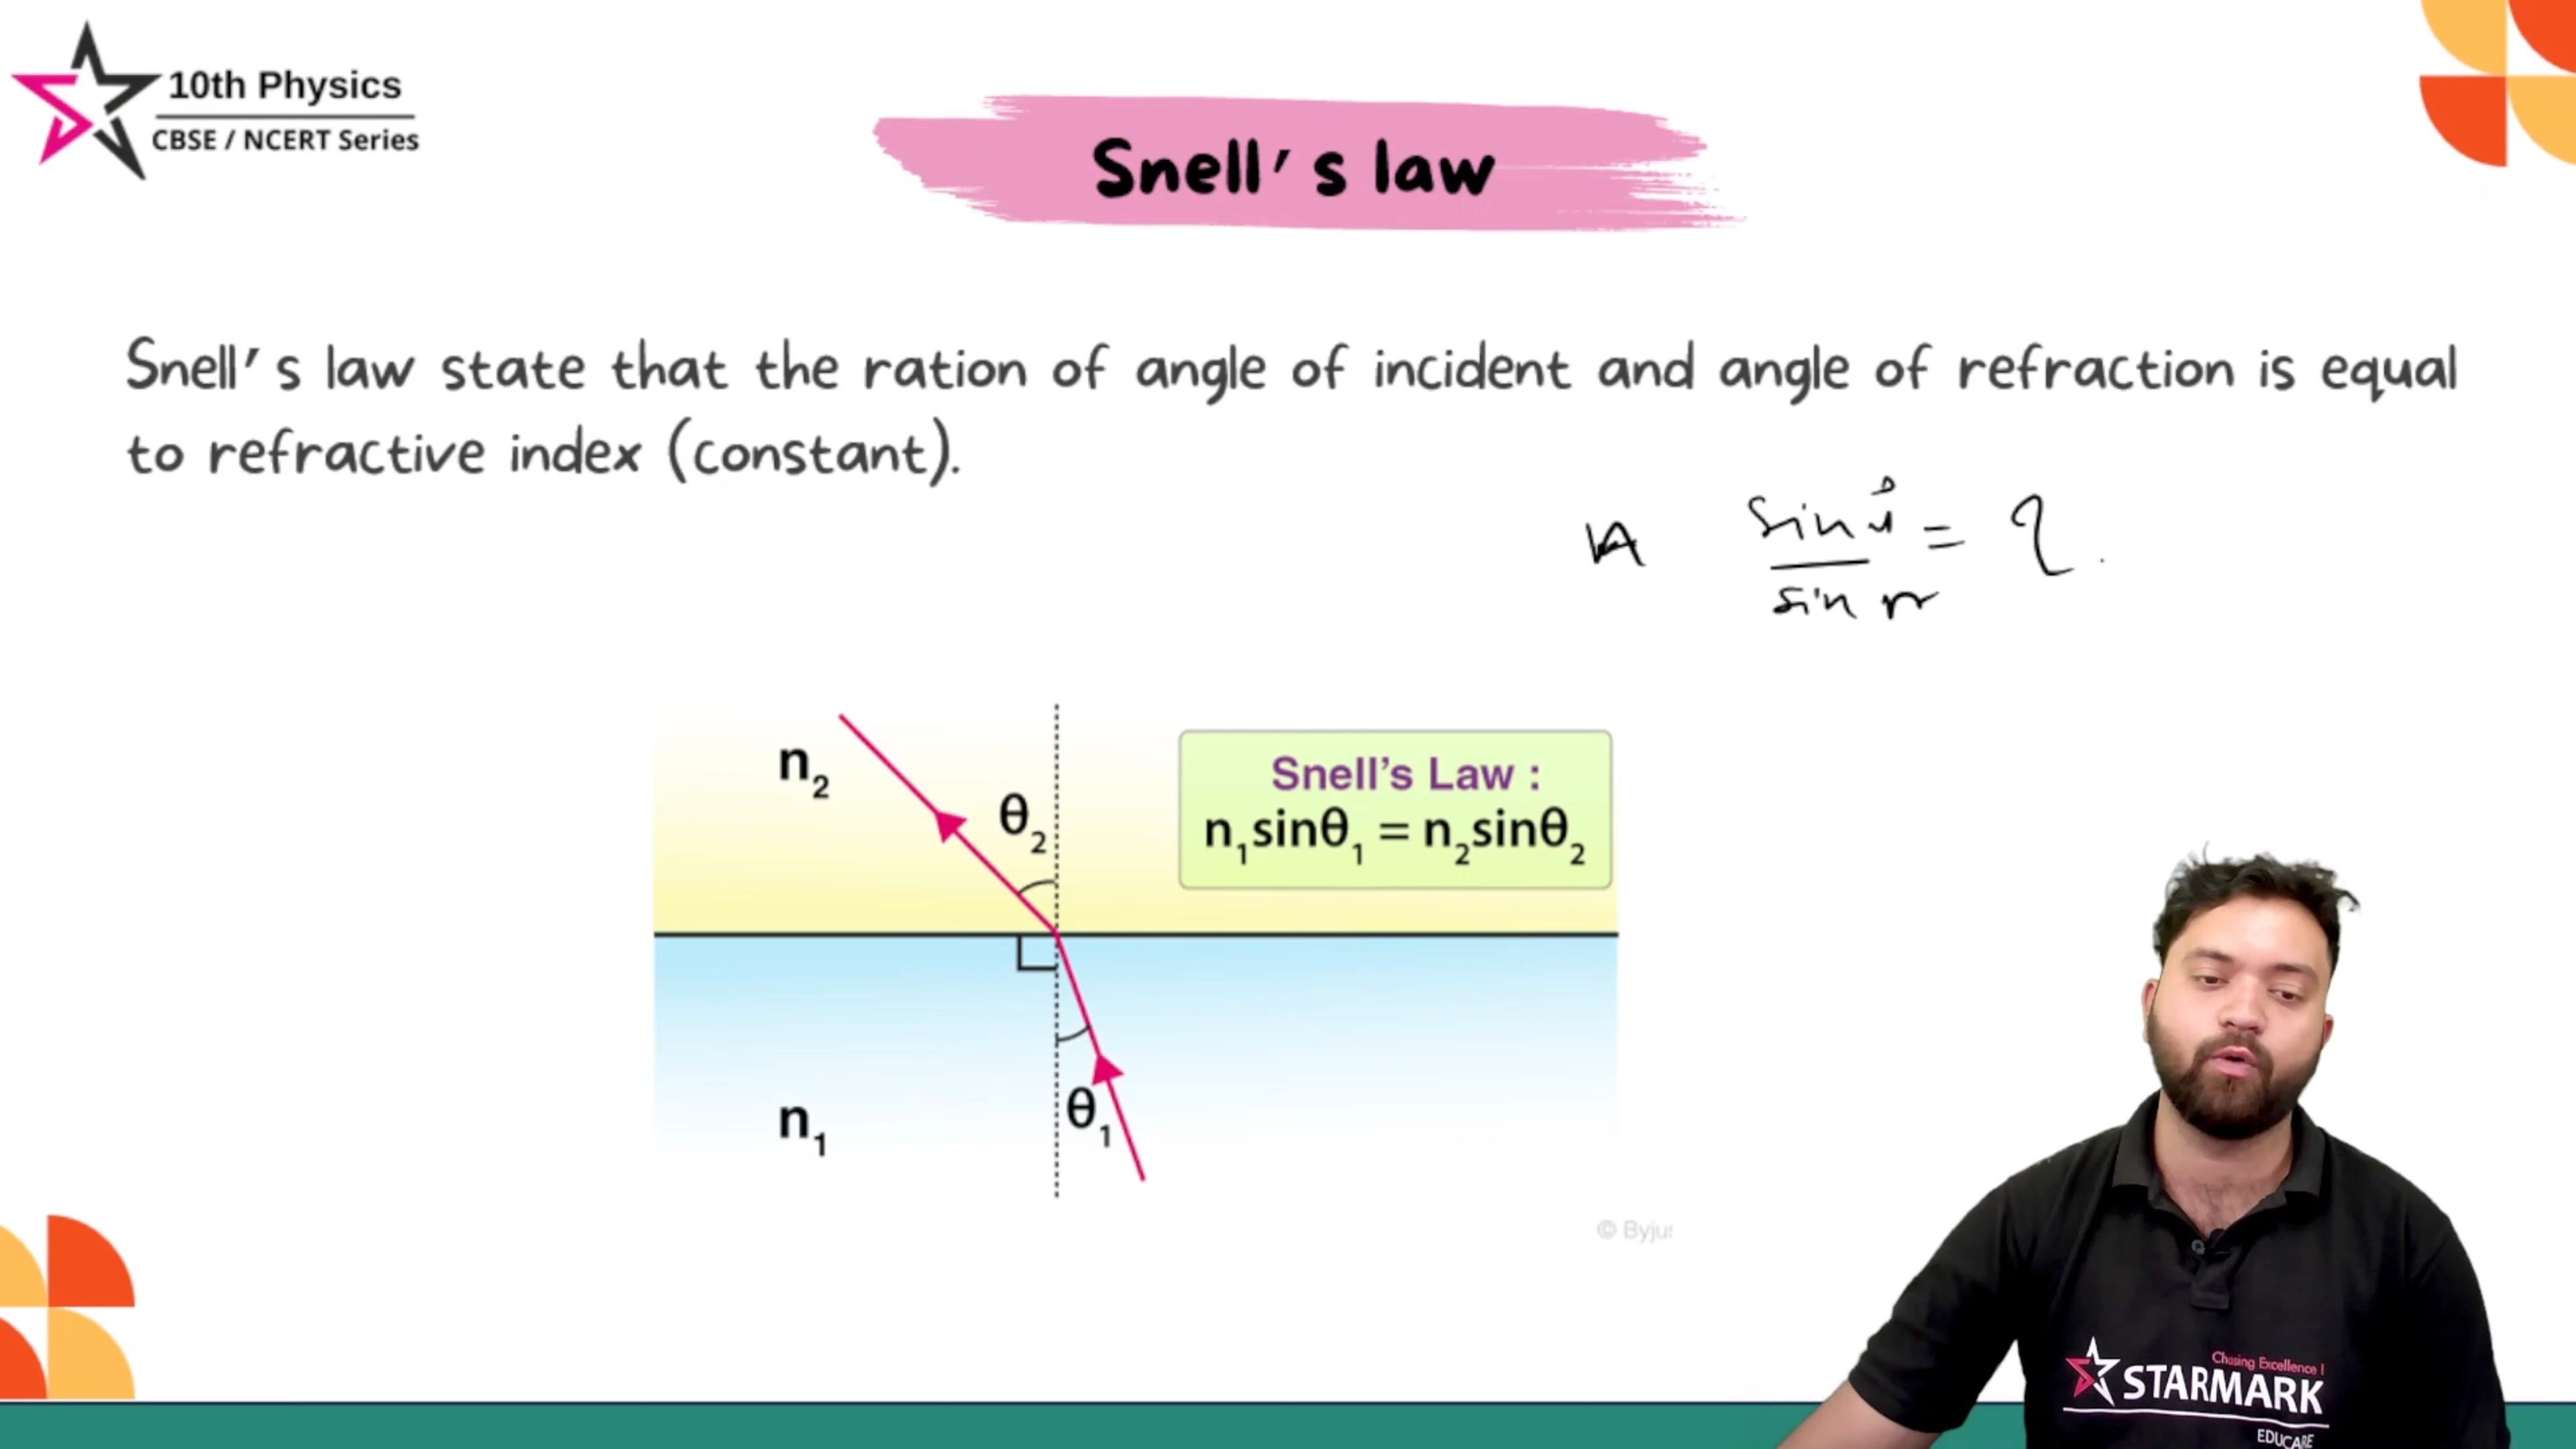 10th Physics
CBSE / NCERT Series
Snell's law
Snell's law state that the ration of angle of incident and angle of refraction is equal
to refractive index (constant).
sin i = η
sin r
n₂
θ₂
Snell's Law :
n₁sinθ₁ = n₂sinθ₂
θ₁
n₁
© Byju
Chasing Excellence !
STARMARK
EDUCARE